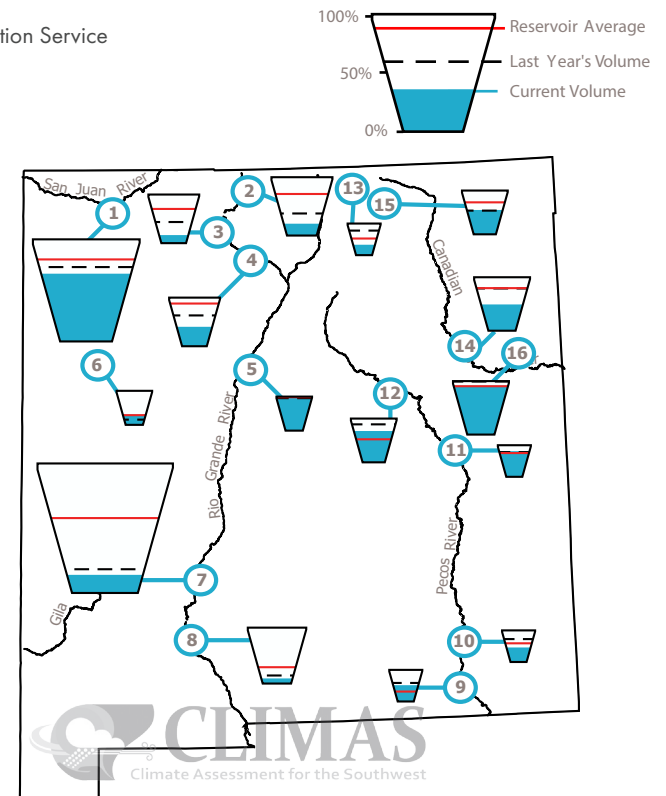 tion Service
100%
50%
0%
Reservoir Average
Last Year's Volume
Current Volume
San Juan River
1
2
3
4
13
15
Canadian
5
6
14
16
r
12
11
Rio Grande River
Pecos River
7
Gila
8
10
9
CLIMAS
Climate Assessment for the Southwest